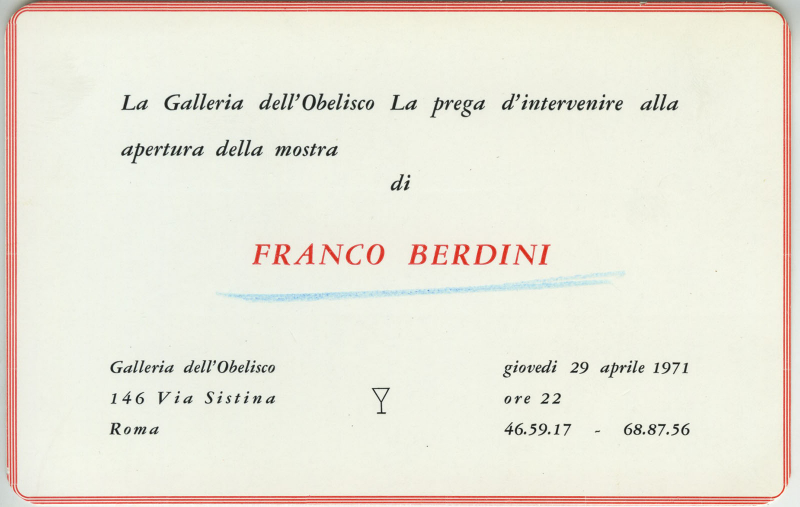 La Galleria dell'Obelisco La prega d'intervenire alla
apertura della mostra
di
FRANCO BERDINI
Galleria dell'Obelisco
146 Via Sistina
Roma
giovedi 29 aprile 1971
ore 22
46.59.17 - 68.87.56